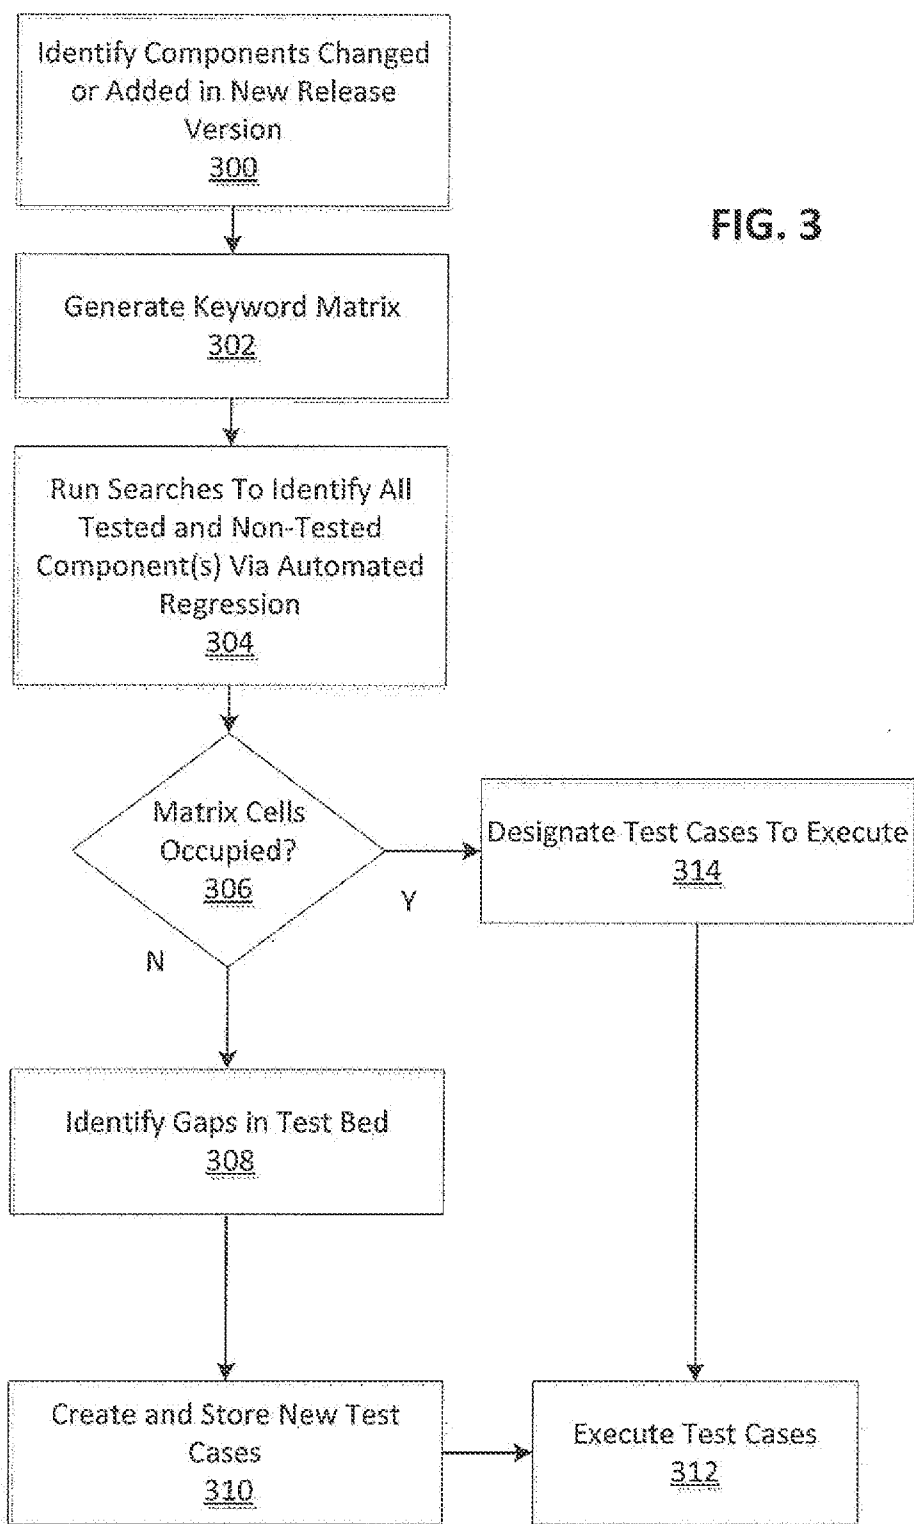 Identify Components Changed
or Added in New Release
Version
300
FIG. 3
Generate Keyword Matrix
302
Run Searches To Identify All
Tested and Non-Tested
Component(s) Via Automated
Regression
304
Matrix Cells
Occupied?
306
Y
N
Designate Test Cases To Execute
314
Identify Gaps in Test Bed
308
Create and Store New Test
Cases
310
Execute Test Cases
312